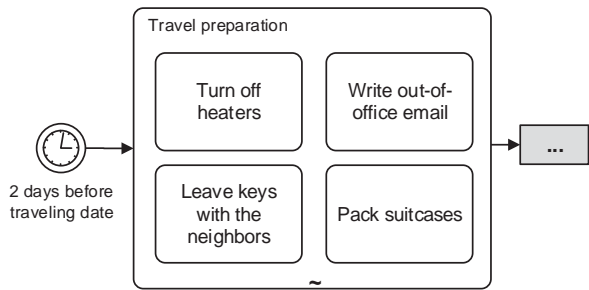 Travel preparation
Turn off
heaters
Write out-of-
office email
2 days before
traveling date
Leave keys
with the
neighbors
Pack suitcases
...
~